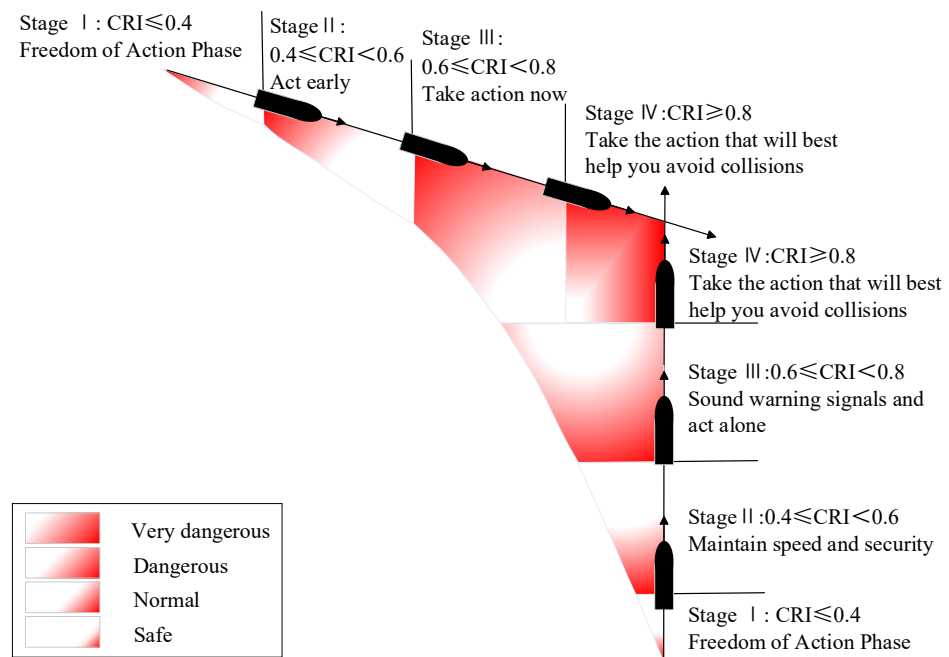 Stage Ⅰ: CRI≤0.4
Freedom of Action Phase
Stage Ⅱ:
0.4≤CRI<0.6
Act early
Stage Ⅲ:
0.6≤CRI<0.8
Take action now
Stage Ⅳ:CRI≥0.8
Take the action that will best
help you avoid collisions
Stage Ⅳ:CRI≥0.8
Take the action that will best
help you avoid collisions
Stage Ⅲ:0.6≤CRI<0.8
Sound warning signals and
act alone
Stage Ⅱ:0.4≤CRI<0.6
Maintain speed and security
Stage Ⅰ: CRI≤0.4
Freedom of Action Phase
Very dangerous
Dangerous
Normal
Safe